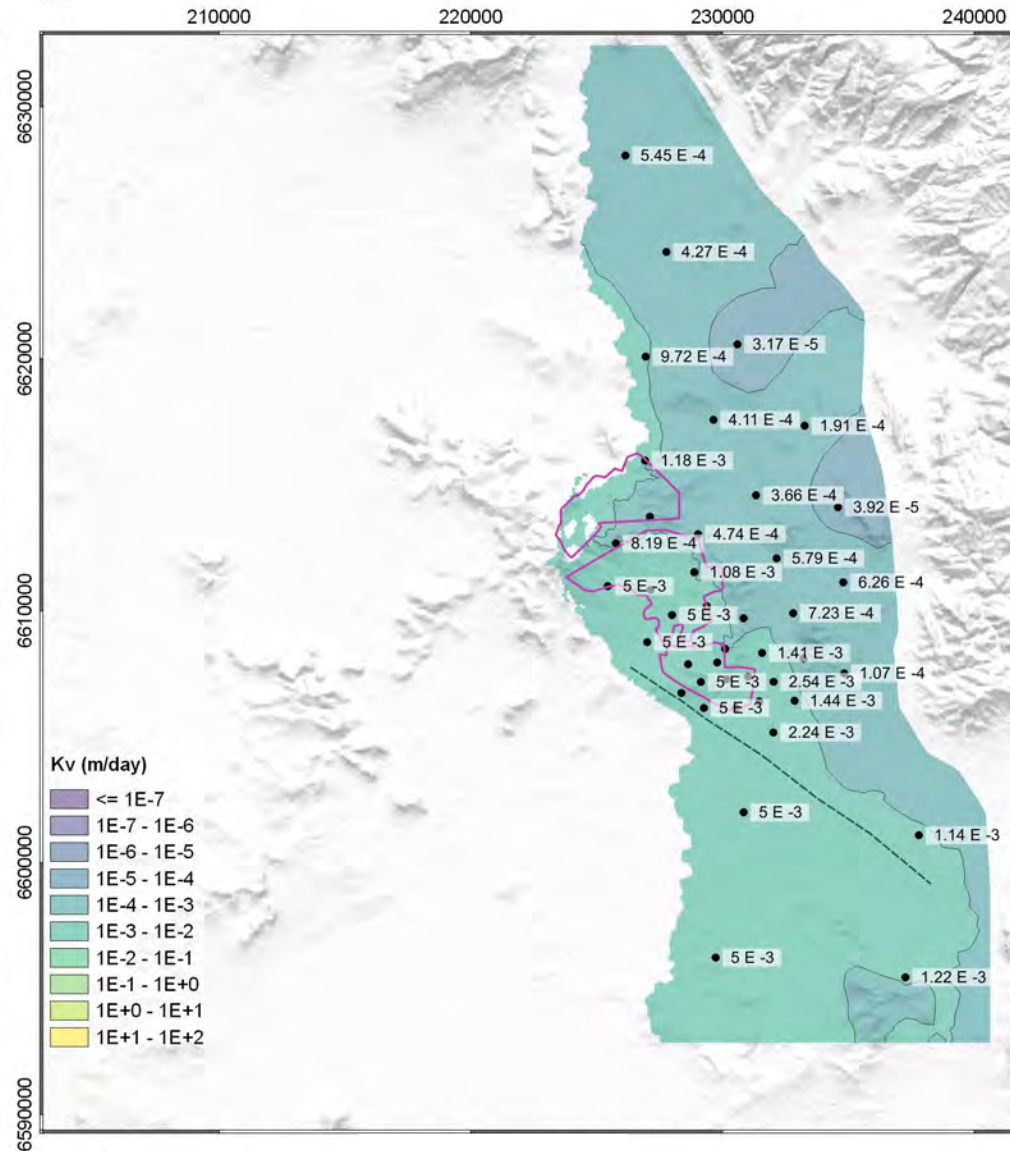 210000 220000 230000 240000
6630000
6620000
6610000
6600000
6590000
5.45 E -4
4.27 E -4
3.17 E -5
9.72 E -4
4.11 E -4
1.91 E -4
1.18 E -3
3.66 E -4
3.92 E -5
4.74 E -4
8.19 E -4
5.79 E -4
1.08 E -3
6.26 E -4
5 E -3
7.23 E -4
5 E -3
5 E -3
1.41 E -3
1.07 E -4
5 E -3
2.54 E -3
1.44 E -3
5 E -3
2.24 E -3
5 E -3
1.14 E -3
5 E -3
1.22 E -3
Kv (m/day)
<= 1E-7
1E-7 - 1E-6
1E-6 - 1E-5
1E-5 - 1E-4
1E-4 - 1E-3
1E-3 - 1E-2
1E-2 - 1E-1
1E-1 - 1E+0
1E+0 - 1E+1
1E+1 - 1E+2